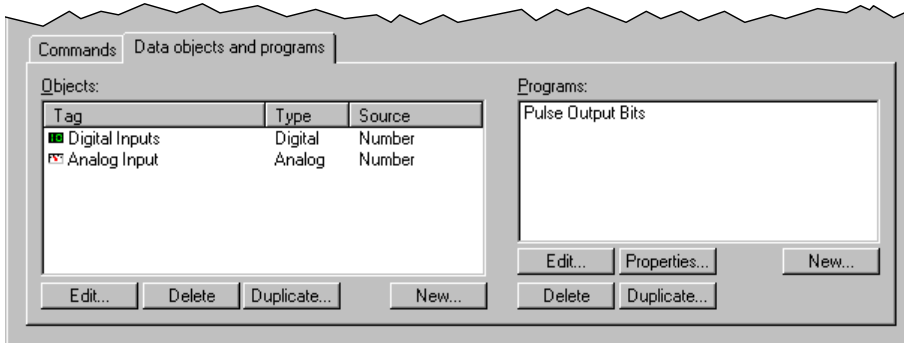 Commands Data objects and programs
Objects:
Tag Type Source
Digital Inputs Digital Number
Analog Input Analog Number
Edit... Delete Duplicate... New...
Programs:
Pulse Output Bits
Edit... Properties... New...
Delete Duplicate...